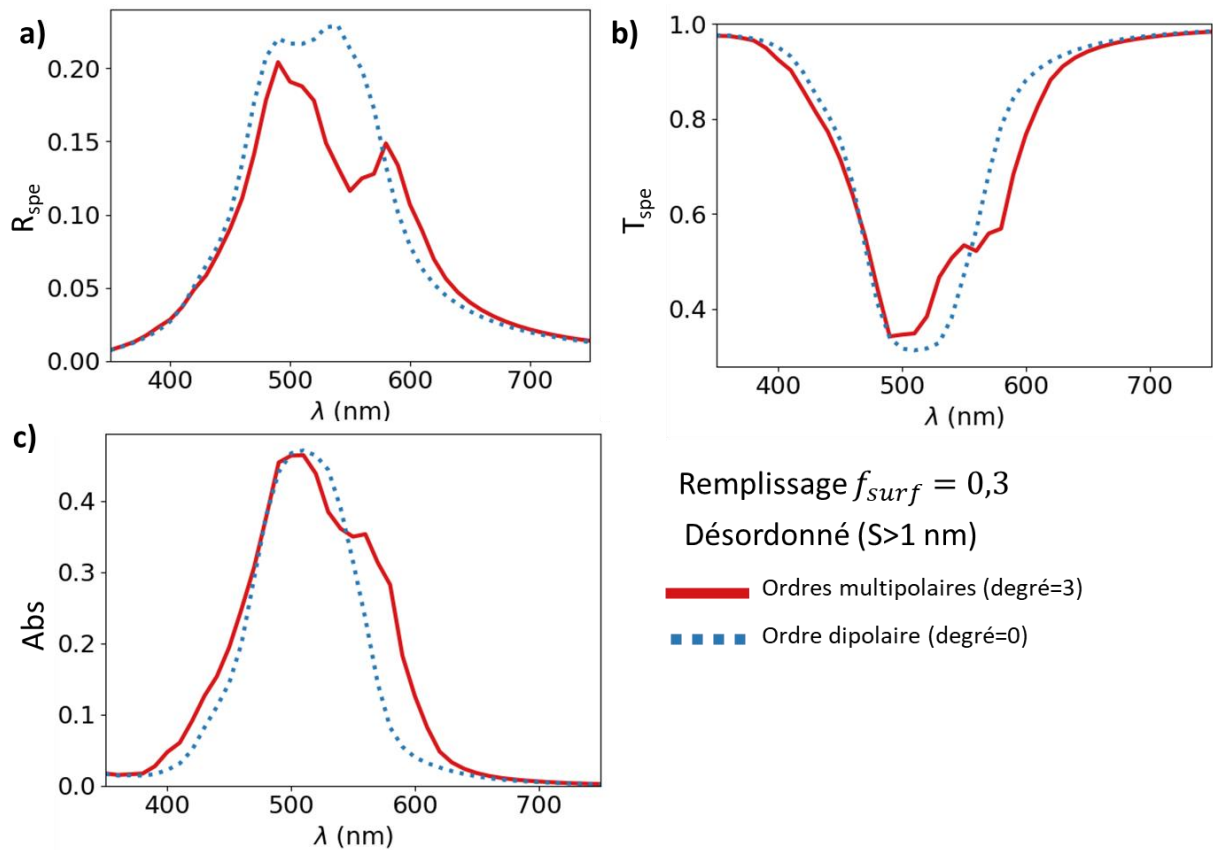 a)
R_spe
0.20
0.15
0.10
0.05
0.00
400 500 600 700
λ (nm)
b)
T_spe
1.0
0.8
0.6
0.4
400 500 600 700
λ (nm)
c)
Abs
0.4
0.3
0.2
0.1
0.0
400 500 600 700
λ (nm)
Remplissage f_surf = 0,3
Désordonné (S>1 nm)
Ordres multipolaires (degré=3)
Ordre dipolaire (degré=0)